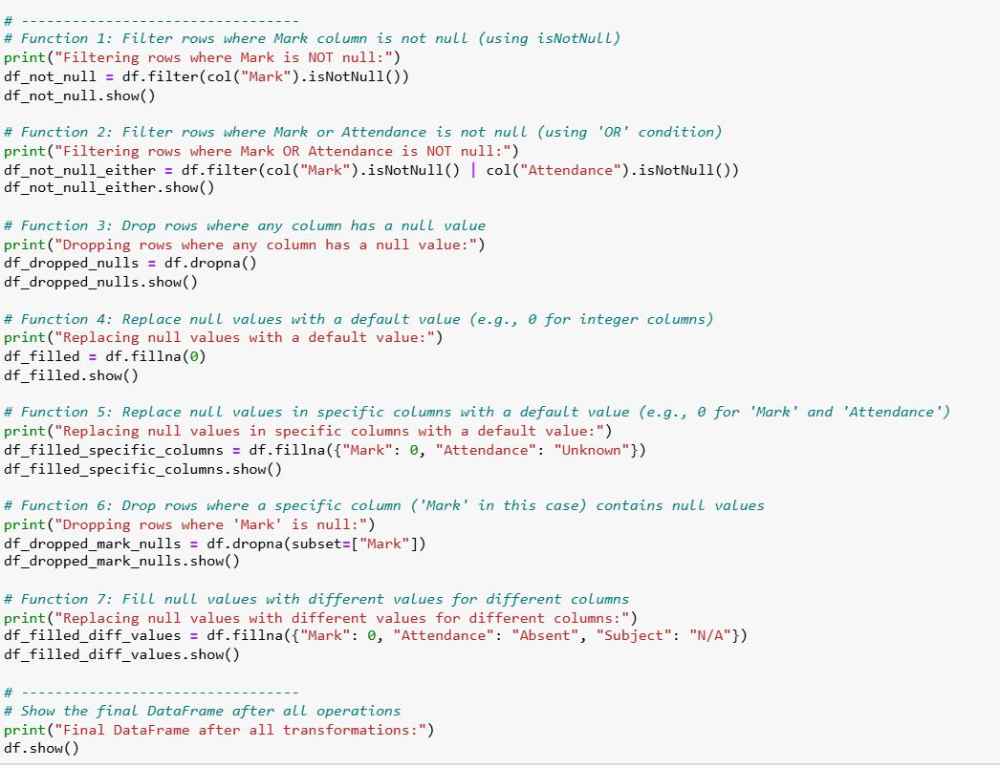 # ---------------------------------
# Function 1: Filter rows where Mark column is not null (using isNotNull)
print("Filtering rows where Mark is NOT null:")
df_not_null = df.filter(col("Mark").isNotNull())
df_not_null.show()
# Function 2: Filter rows where Mark or Attendance is not null (using 'OR' condition)
print("Filtering rows where Mark OR Attendance is NOT null:")
df_not_null_either = df.filter(col("Mark").isNotNull() | col("Attendance").isNotNull())
df_not_null_either.show()
# Function 3: Drop rows where any column has a null value
print("Dropping rows where any column has a null value:")
df_dropped_nulls = df.dropna()
df_dropped_nulls.show()
# Function 4: Replace null values with a default value (e.g., 0 for integer columns)
print("Replacing null values with a default value:")
df_filled = df.fillna(0)
df_filled.show()
# Function 5: Replace null values in specific columns with a default value (e.g., 0 for 'Mark' and 'Attendance')
print("Replacing null values in specific columns with a default value:")
df_filled_specific_columns = df.fillna({"Mark": 0, "Attendance": "Unknown"})
df_filled_specific_columns.show()
# Function 6: Drop rows where a specific column ('Mark' in this case) contains null values
print("Dropping rows where 'Mark' is null:")
df_dropped_mark_nulls = df.dropna(subset=["Mark"])
df_dropped_mark_nulls.show()
# Function 7: Fill null values with different values for different columns
print("Replacing null values with different values for different columns:")
df_filled_diff_values = df.fillna({"Mark": 0, "Attendance": "Absent", "Subject": "N/A"})
df_filled_diff_values.show()
# ---------------------------------
# Show the final DataFrame after all operations
print("Final DataFrame after all transformations:")
df.show()